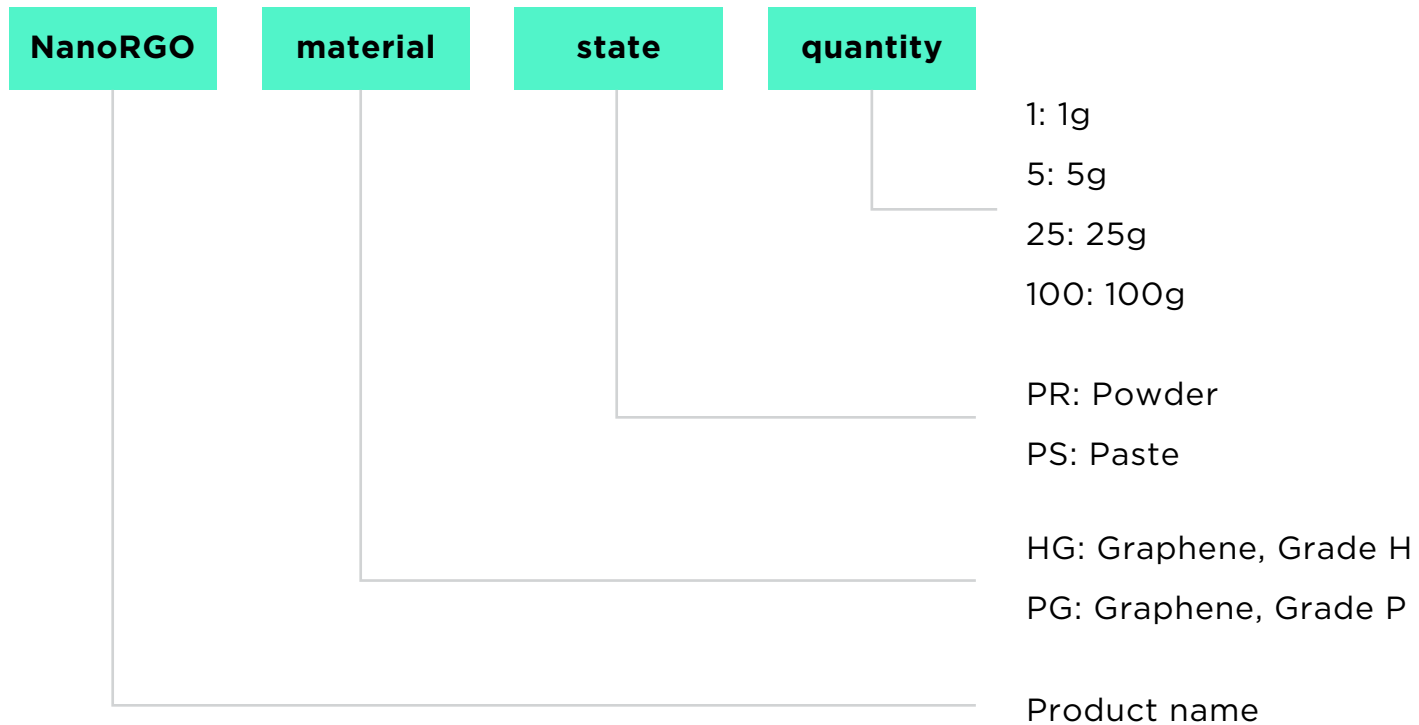 NanoRGO material state quantity
1: 1g
5: 5g
25: 25g
100: 100g
PR: Powder
PS: Paste
HG: Graphene, Grade H
PG: Graphene, Grade P
Product name